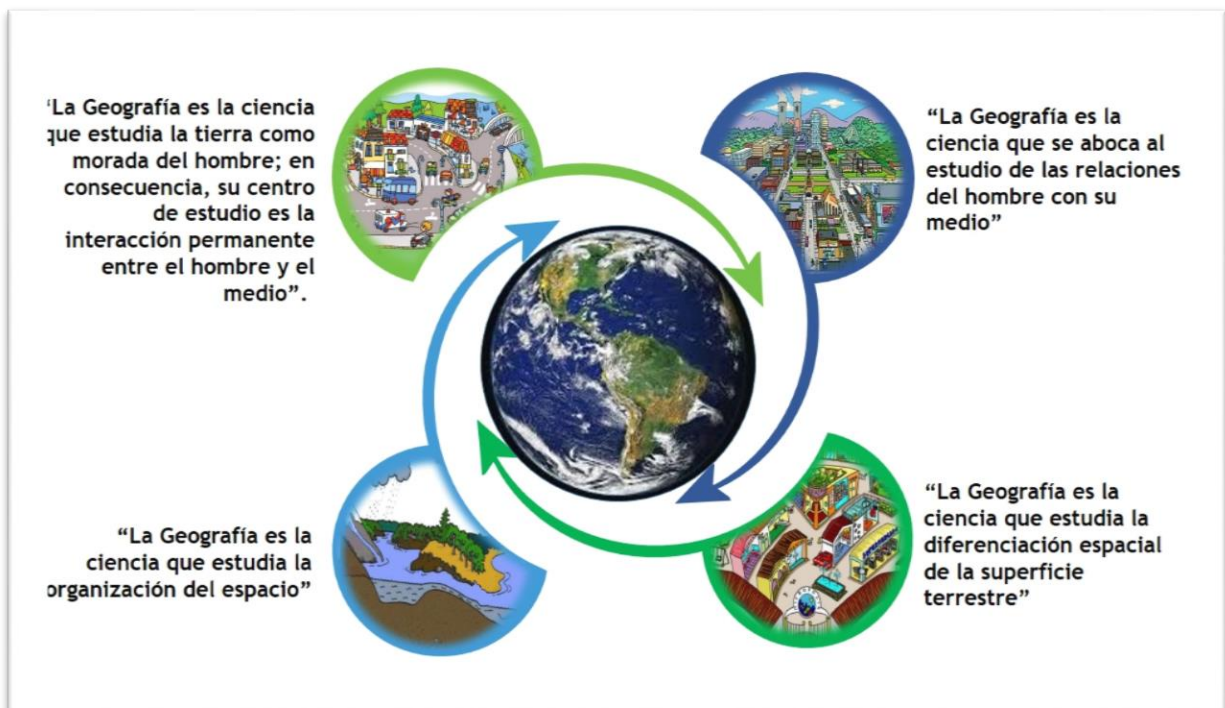 ‘La Geografía es la ciencia
que estudia la tierra como
morada del hombre; en
consecuencia, su centro
de estudio es la
interacción permanente
entre el hombre y el
medio”.
“La Geografía es la
ciencia que se aboca al
estudio de las relaciones
del hombre con su
medio”
“La Geografía es la
ciencia que estudia la
organización del espacio”
“La Geografía es la
ciencia que estudia la
diferenciación espacial
de la superficie
terrestre”